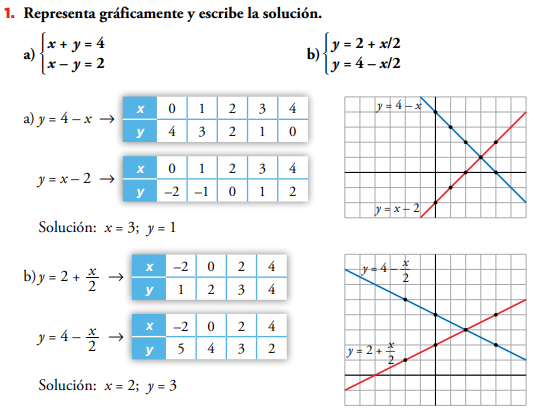 1. Representa gráficamente y escribe la solución.
a) { x + y = 4
x – y = 2
b) { y = 2 + x/2
y = 4 – x/2
a) y = 4 – x →
x 0 1 2 3 4
y 4 3 2 1 0
y = x – 2 →
x 0 1 2 3 4
y –2 –1 0 1 2
Solución: x = 3; y = 1
y = 4 – x
y = x – 2
b) y = 2 + x/2 →
x –2 0 2 4
y 1 2 3 4
y = 4 – x/2 →
x –2 0 2 4
y 5 4 3 2
Solución: x = 2; y = 3
y = 4 – x/2
y = 2 + x/2